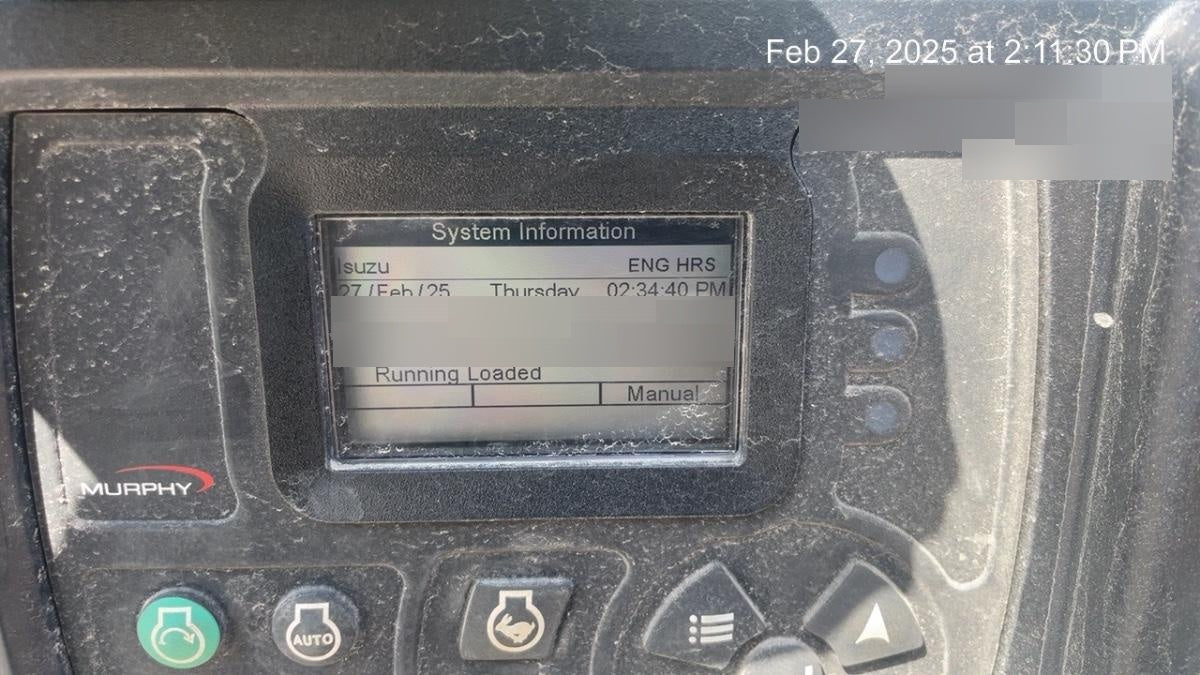 Feb 27, 2025 at 2:11:30 PM
System Information
Isuzu ENG HRS
27/Feb/25 Thursday 02:34:40 PM
Running Loaded
Manual
MURPHY
AUTO